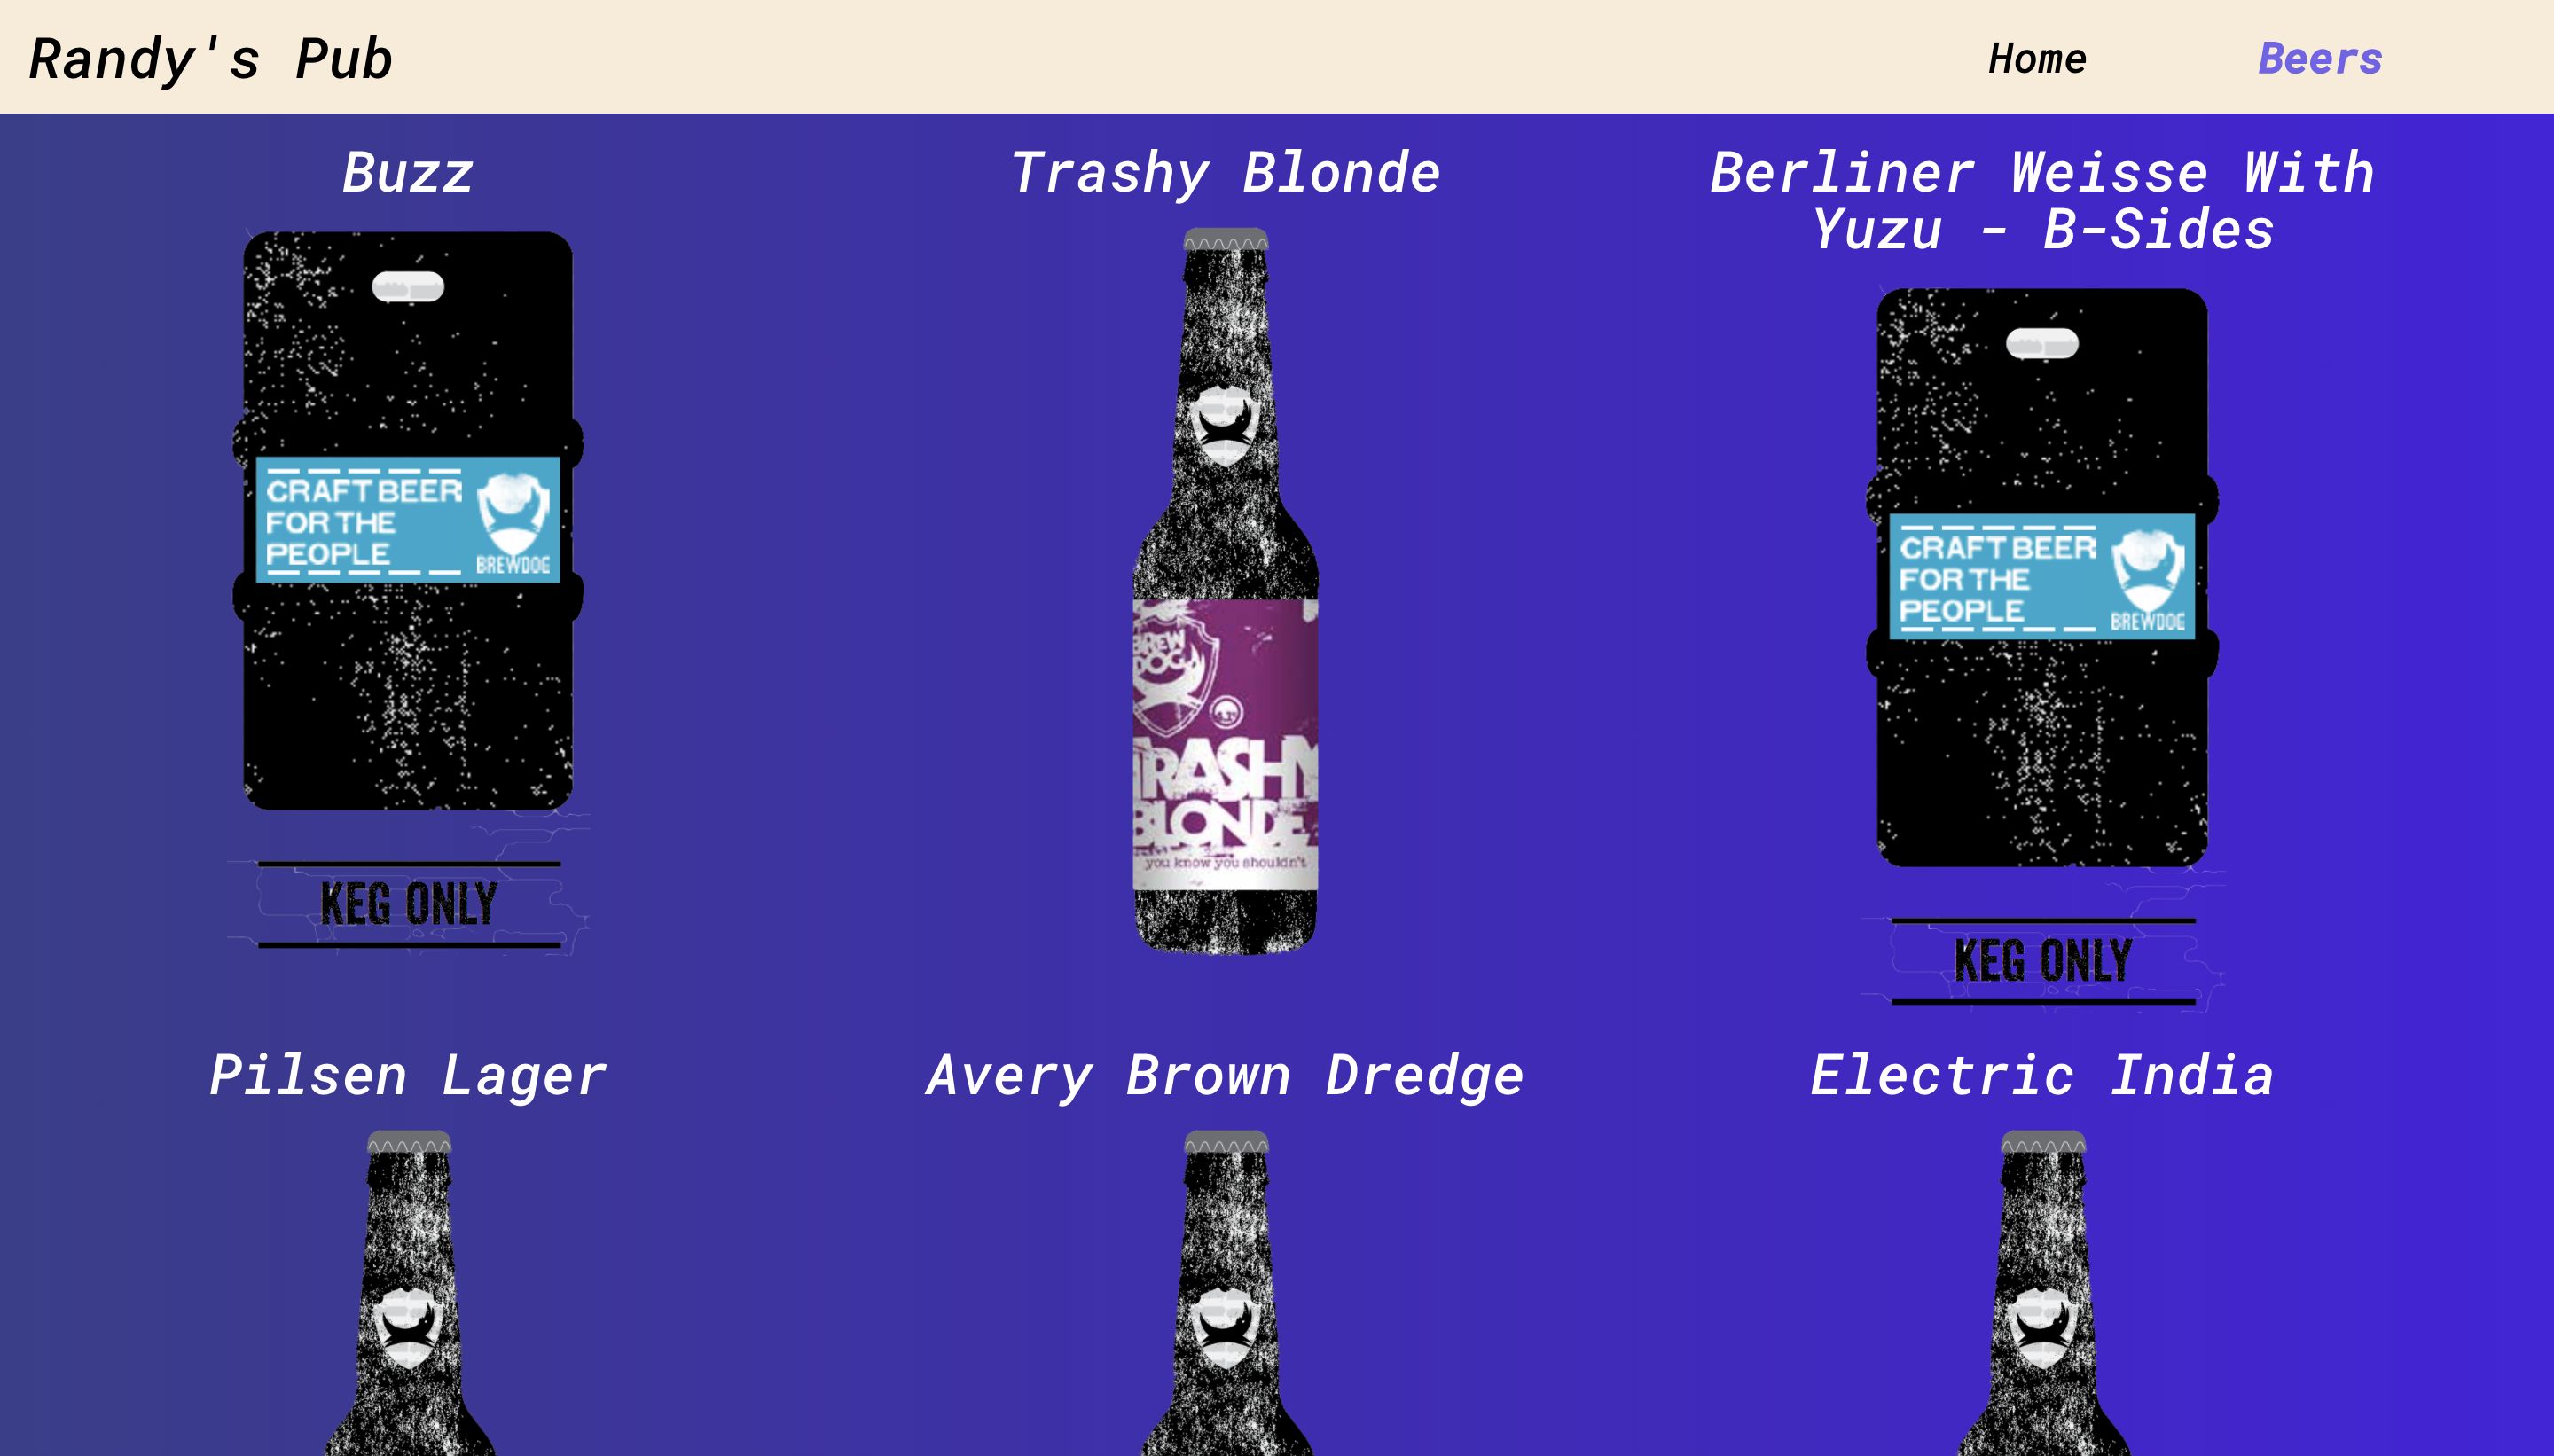 Randy's Pub
Home
Beers
Buzz
Trashy Blonde
Berliner Weisse With
Yuzu - B-Sides
CRAFT BEER
FOR THE
PEOPLE
BREWDOG
KEG ONLY
BREW
DOG
TRASHY
BLONDE
you know you shouldn't
CRAFT BEER
FOR THE
PEOPLE
BREWDOG
KEG ONLY
Pilsen Lager
Avery Brown Dredge
Electric India